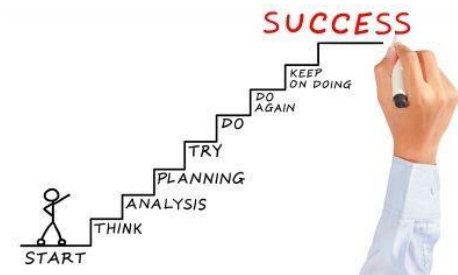 SUCCESS
KEEP
ON DOING
DO
AGAIN
DO
TRY
PLANNING
ANALYSIS
THINK
START